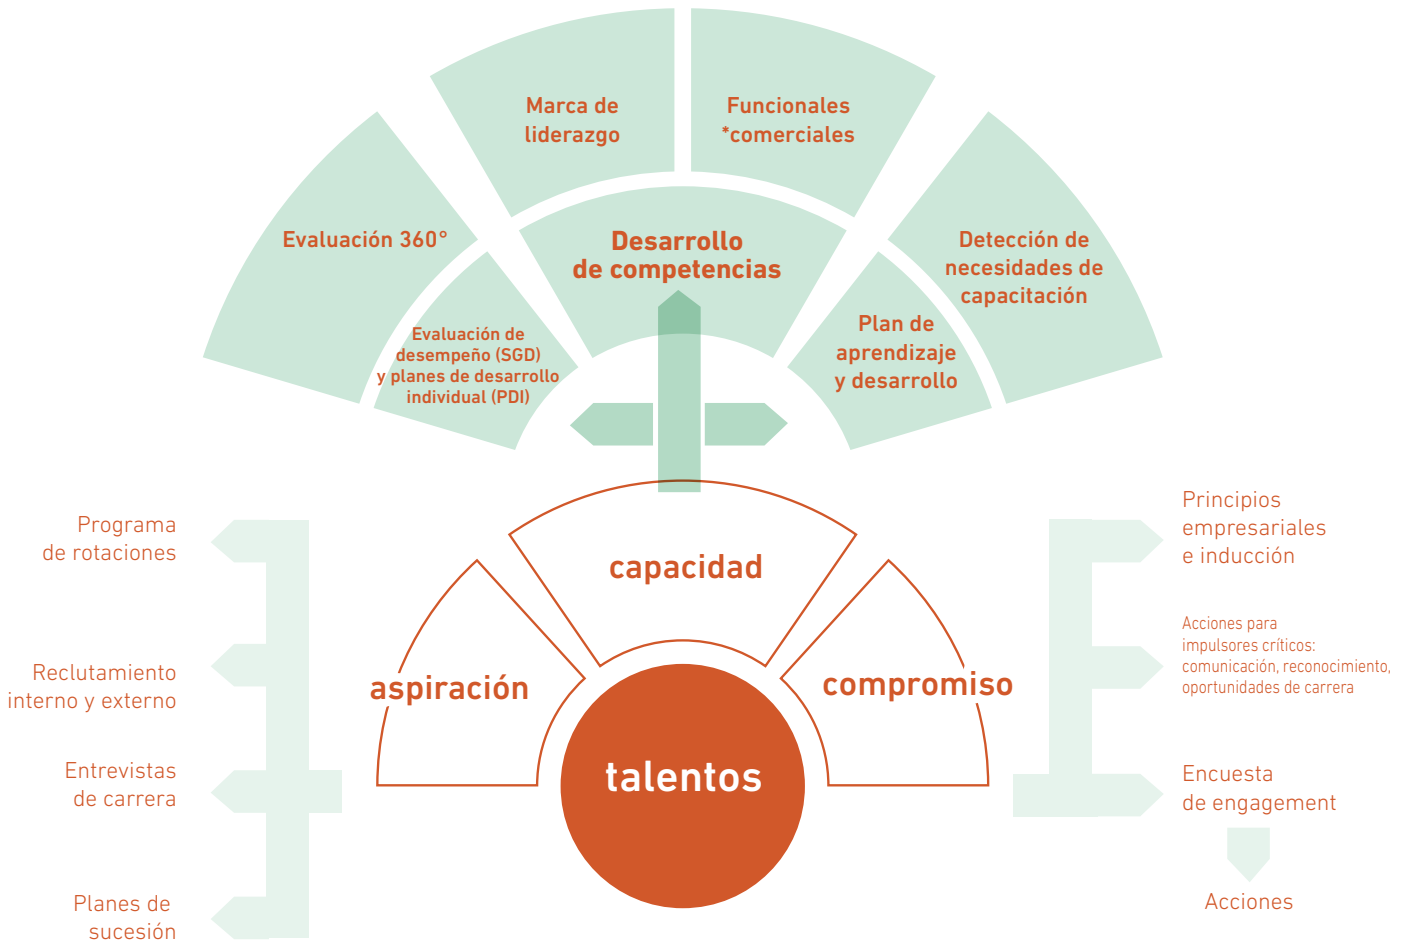 Marca de
liderazgo
Funcionales
*comerciales
Evaluación 360°
Desarrollo
de competencias
Detección de
necesidades de
capacitación
Evaluación de
desempeño (SGD)
y planes de desarrollo
individual (PDI)
Plan de
aprendizaje
y desarrollo
Programa
de rotaciones
Reclutamiento
interno y externo
Entrevistas
de carrera
Planes de
sucesión
aspiración
capacidad
compromiso
talentos
Principios
empresariales
e inducción
Acciones para
impulsores críticos:
comunicación, reconocimiento,
oportunidades de carrera
Encuesta
de engagement
Acciones